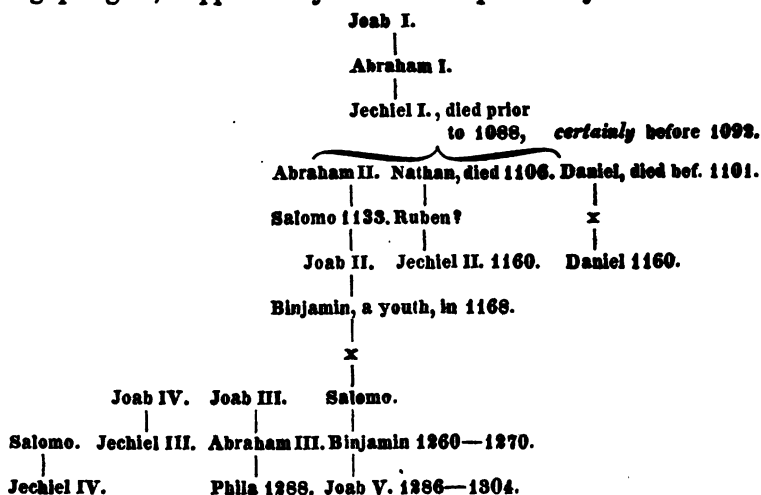 Joab I.
Abraham I.
Jechiel I., died prior
to 1088, certainly before 1092.
Abraham II. Nathan, died 1106. Daniel, died bef. 1101.
Salomo 1133. Ruben? x
Joab II. Jechiel II. 1160. Daniel 1160.
Binjamin, a youth, in 1168.
x
Joab IV. Joab III. Salomo.
Salomo. Jechiel III. Abraham III. Binjamin 1260—1270.
Jechiel IV. Phila 1288. Joab V. 1286—1304.